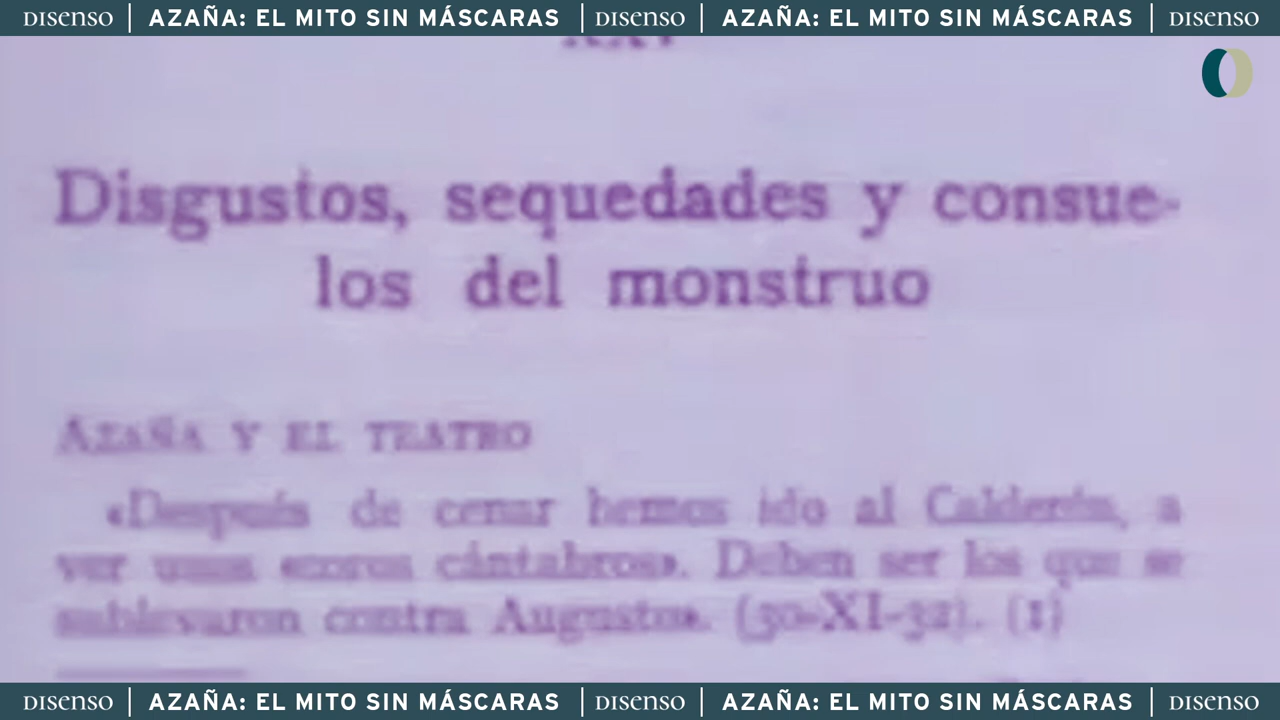 DISENSO | AZAÑA: EL MITO SIN MÁSCARAS | DISENSO | AZAÑA: EL MITO SIN MÁSCARAS | DISENSO
Disgustos, sequedades y consue-
los del monstruo
AZAÑA Y EL TEATRO
«Después de cenar hemos ido al Calderón, a
ver unos «coros cántabros». Deben ser los que se
sublevaron contra Augusto». (30-XI-32). (1)
DISENSO | AZAÑA: EL MITO SIN MÁSCARAS | DISENSO | AZAÑA: EL MITO SIN MÁSCARAS | DISENSO